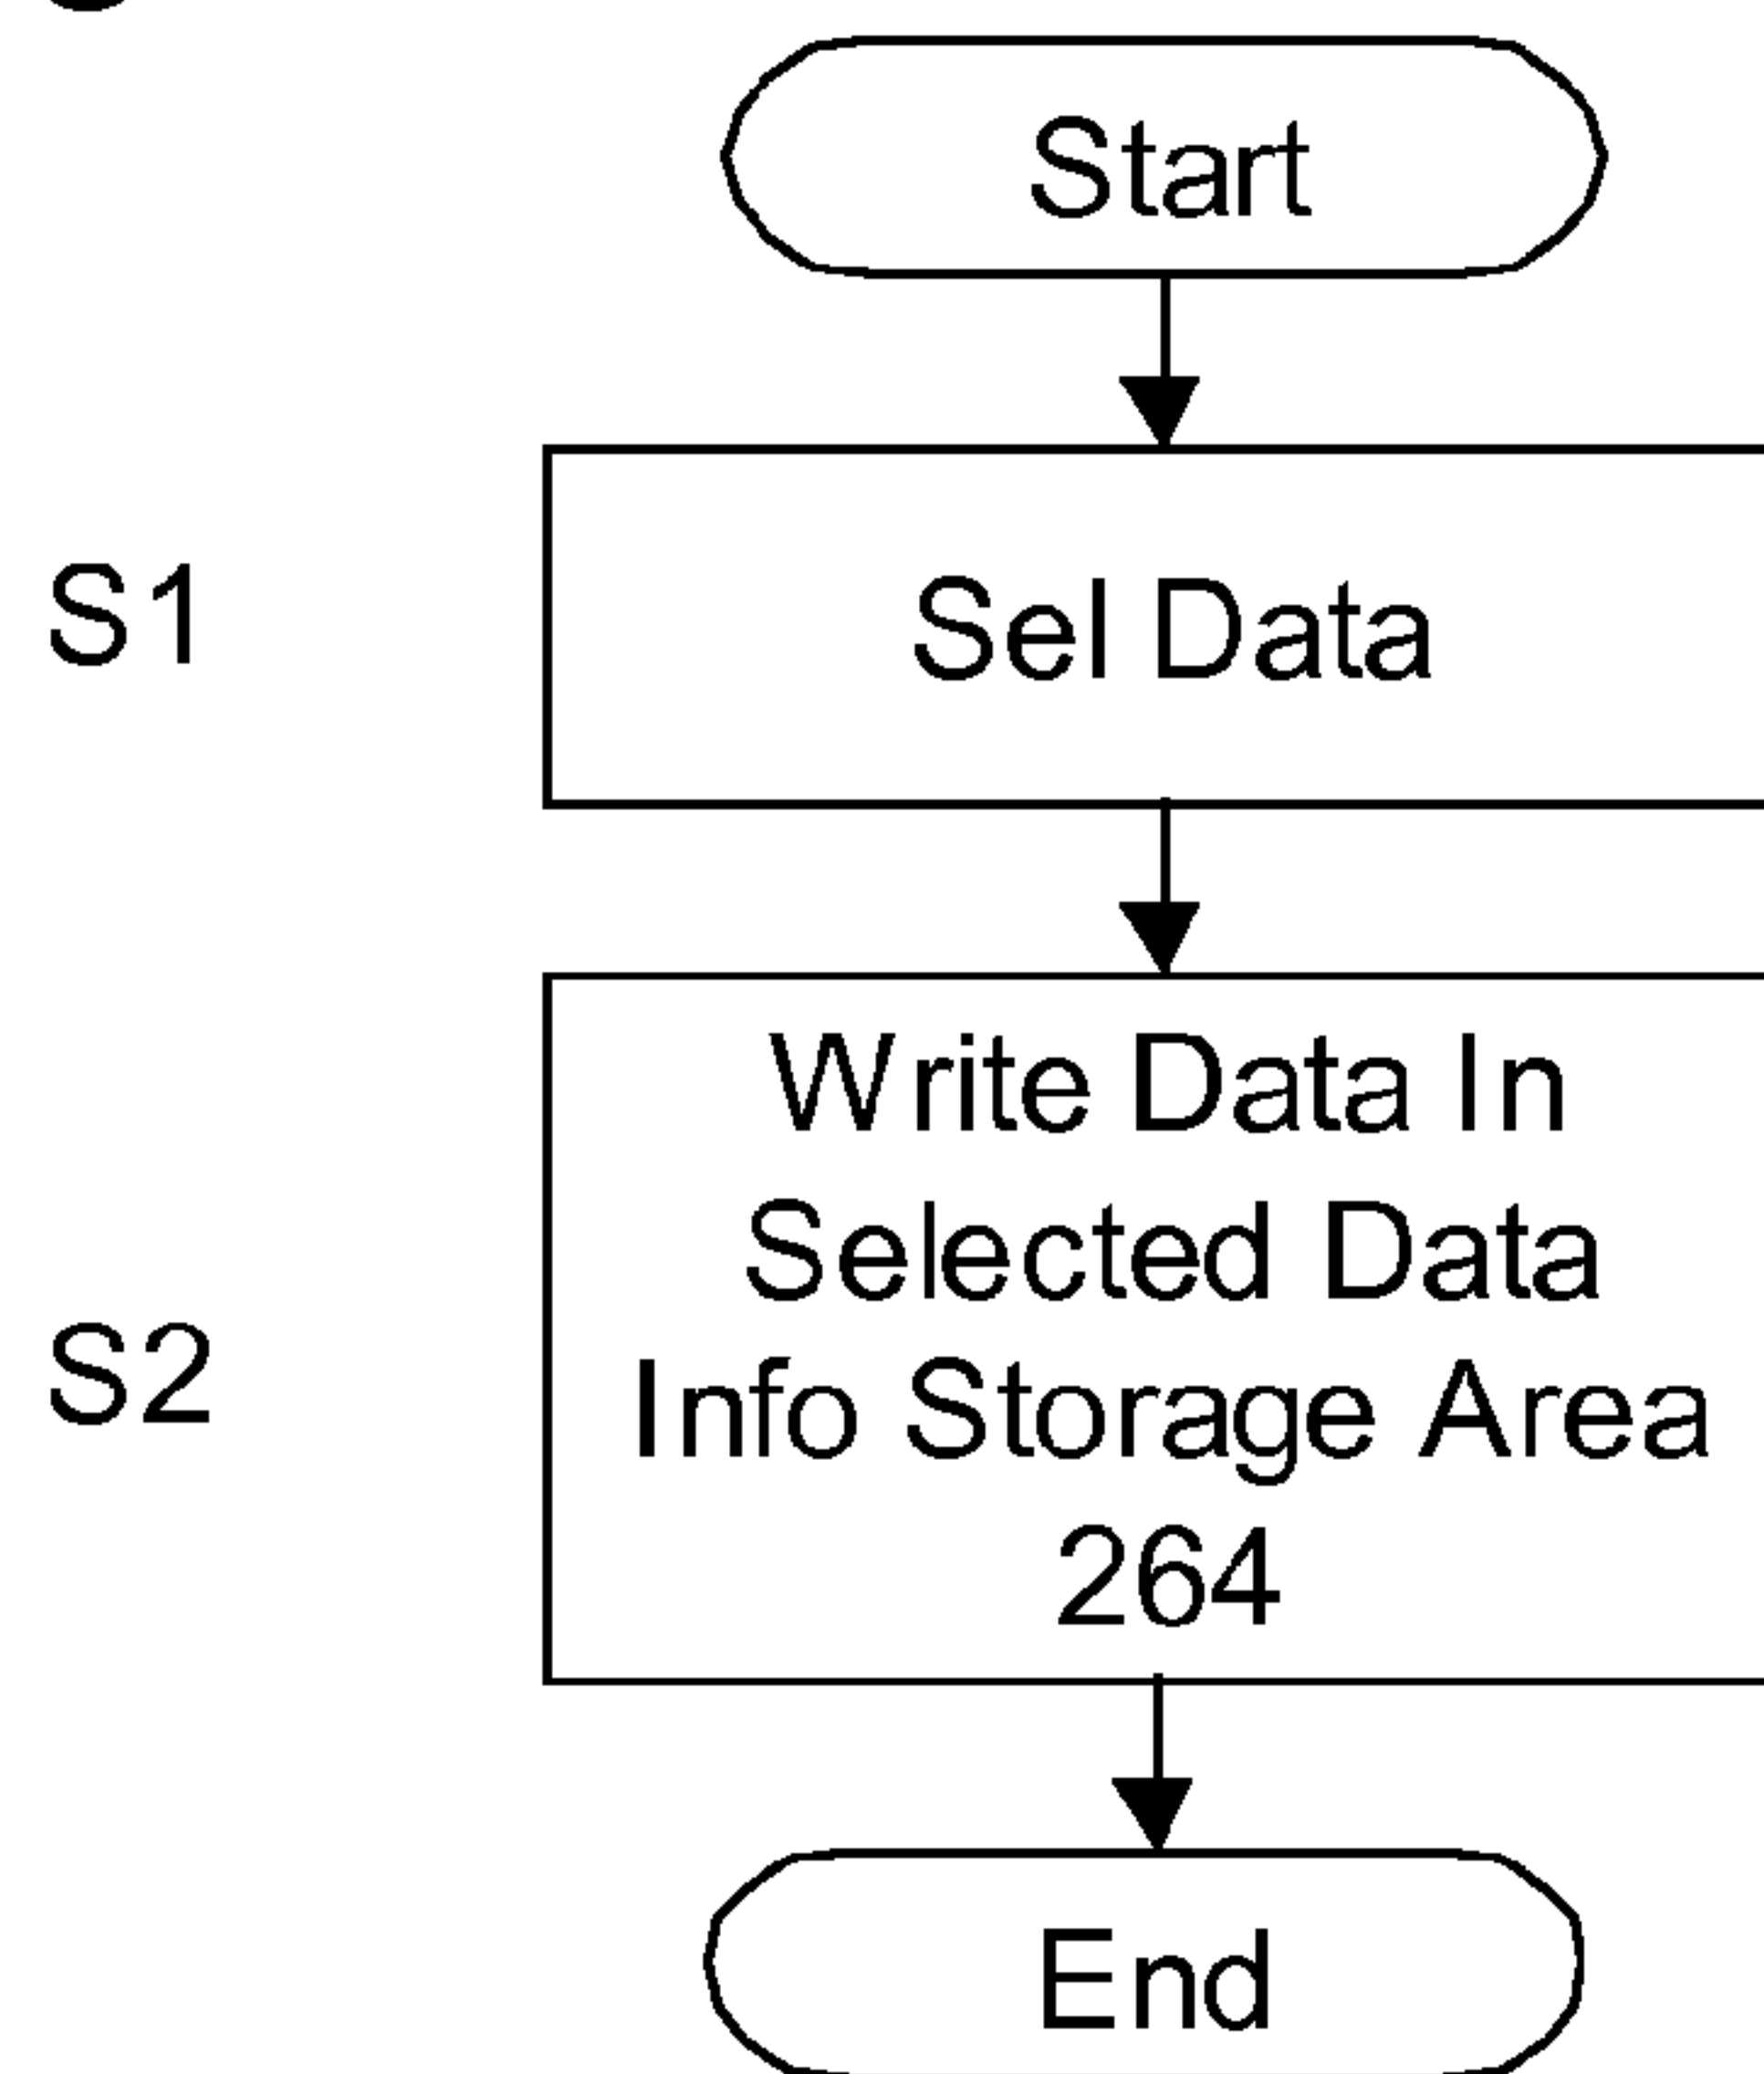 Start
S1
Sel Data
Write Data In
Selected Data
S2
Info Storage Area
264
End